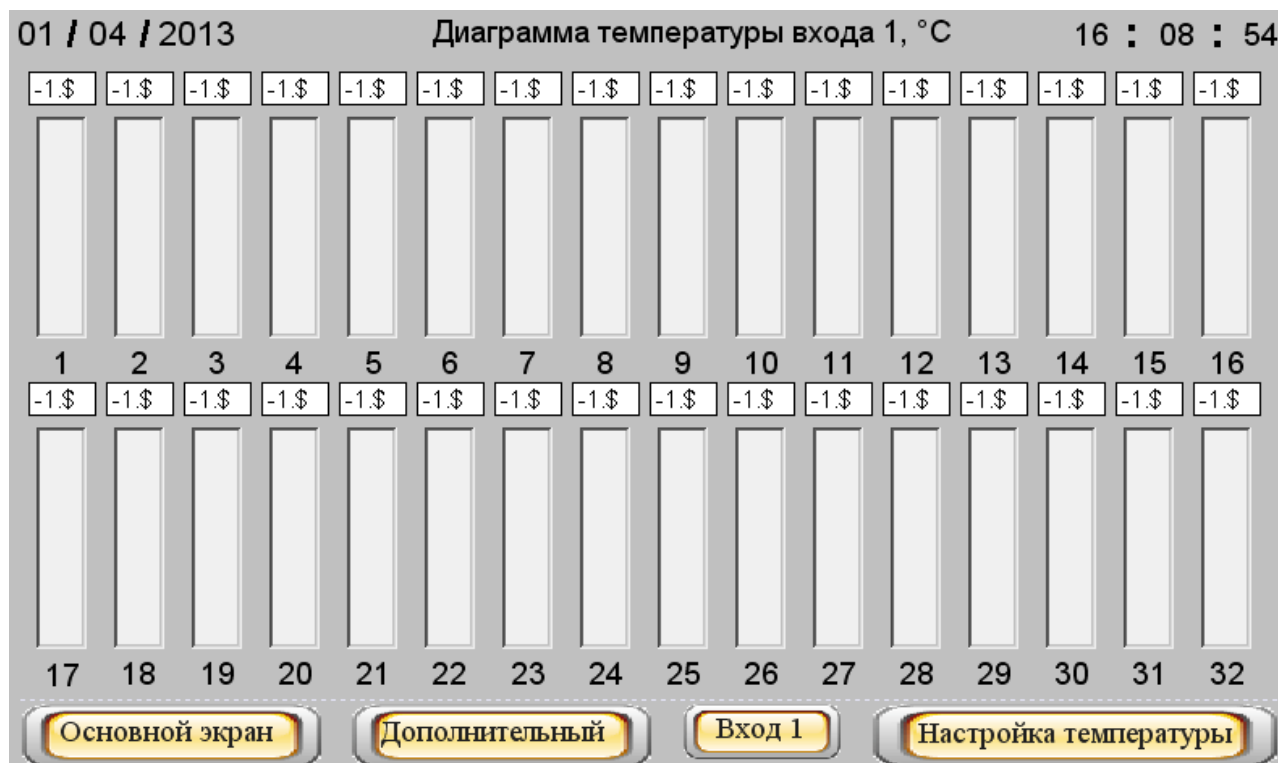 01 / 04 / 2013 Диаграмма температуры входа 1, °C 16 : 08 : 54
-1.$ -1.$ -1.$ -1.$ -1.$ -1.$ -1.$ -1.$ -1.$ -1.$ -1.$ -1.$ -1.$ -1.$ -1.$ -1.$
1 2 3 4 5 6 7 8 9 10 11 12 13 14 15 16
-1.$ -1.$ -1.$ -1.$ -1.$ -1.$ -1.$ -1.$ -1.$ -1.$ -1.$ -1.$ -1.$ -1.$ -1.$ -1.$
17 18 19 20 21 22 23 24 25 26 27 28 29 30 31 32
Основной экран Дополнительный Вход 1 Настройка температуры